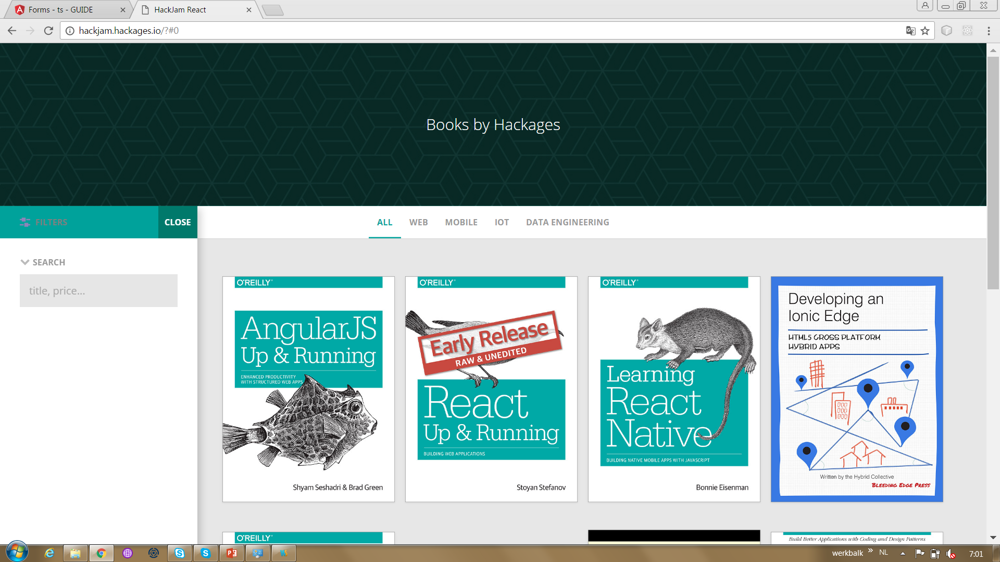 Forms - ts - GUIDE
HackJam React
hackjam.hackages.io/?#0
Books by Hackages
FILTERS
CLOSE
ALL
WEB
MOBILE
IOT
DATA ENGINEERING
SEARCH
title, price...
O'REILLY®
AngularJS
Up & Running
ENHANCED PRODUCTIVITY
WITH STRUCTURED WEB APPS
Shyam Seshadri & Brad Green
O'REILLY®
Early Release
RAW & UNEDITED
React
Up & Running
BUILDING WEB APPLICATIONS
Stoyan Stefanov
O'REILLY®
Learning
React
Native
BUILDING NATIVE MOBILE APPS WITH JAVASCRIPT
Bonnie Eisenman
Developing an
Ionic Edge
HTML5 CROSS PLATFORM
HYBRID APPS
Written by the Hybrid Collective
BLEEDING EDGE PRESS
O'REILLY®
Build Better Applications with Coding and Design Patterns
werkbalk
NL
7:01